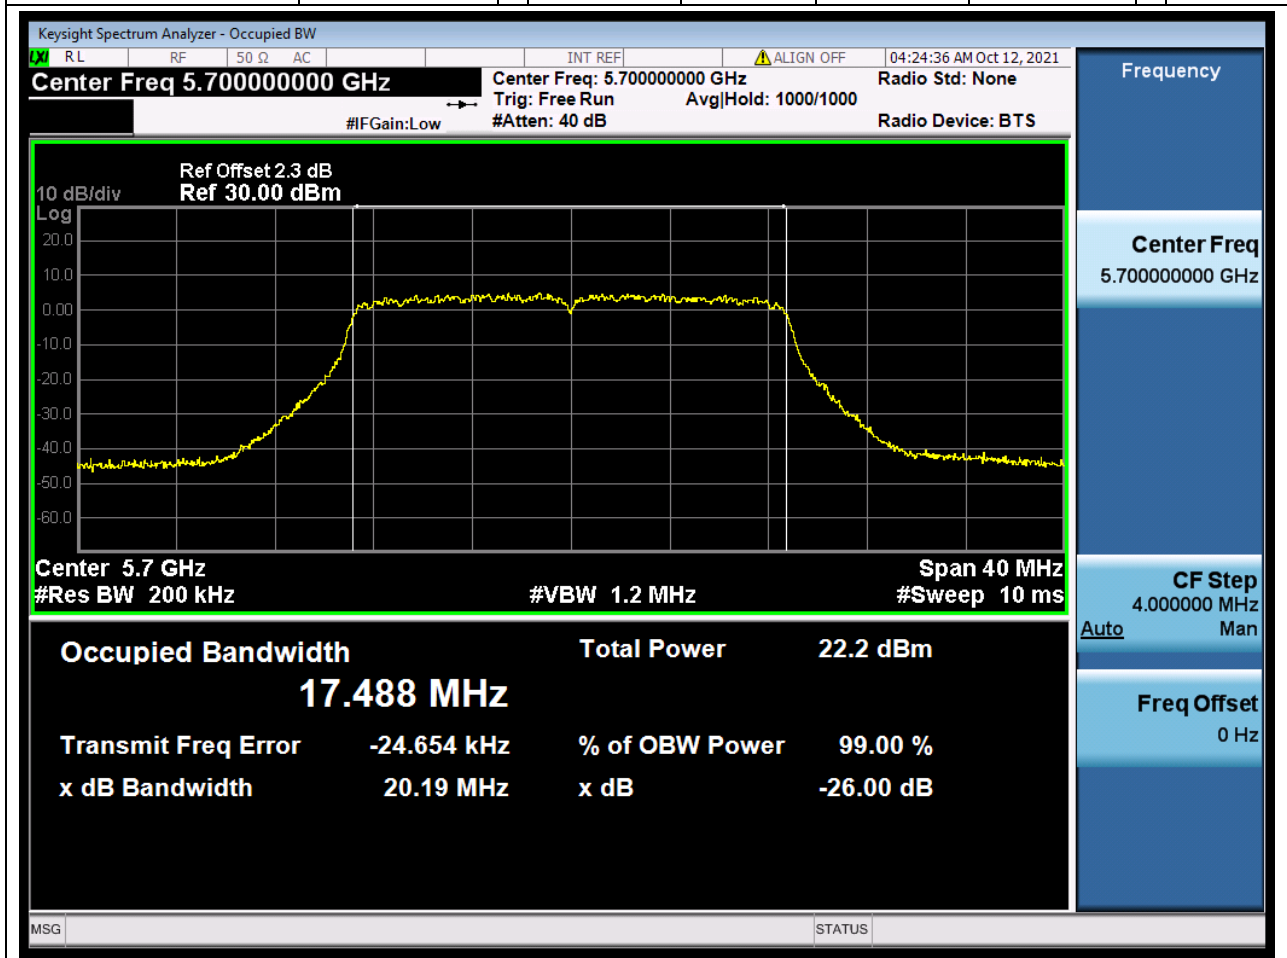 Keysight Spectrum Analyzer - Occupied BW
LXI RL RF 50 Ω AC INT REF ALIGN OFF 04:24:36 AM Oct 12, 2021
Center Freq 5.700000000 GHz
Center Freq: 5.700000000 GHz
Radio Std: None
Trig: Free Run Avg|Hold: 1000/1000
#IFGain:Low
#Atten: 40 dB
Radio Device: BTS
Ref Offset 2.3 dB
10 dB/div Ref 30.00 dBm
Log
20.0
10.0
0.00
-10.0
-20.0
-30.0
-40.0
-50.0
-60.0
Center 5.7 GHz Span 40 MHz
#Res BW 200 kHz #VBW 1.2 MHz #Sweep 10 ms
Occupied Bandwidth Total Power 22.2 dBm
17.488 MHz
Transmit Freq Error -24.654 kHz % of OBW Power 99.00 %
x dB Bandwidth 20.19 MHz x dB -26.00 dB
MSG STATUS
Frequency
Center Freq
5.700000000 GHz
CF Step
4.000000 MHz
Auto Man
Freq Offset
0 Hz